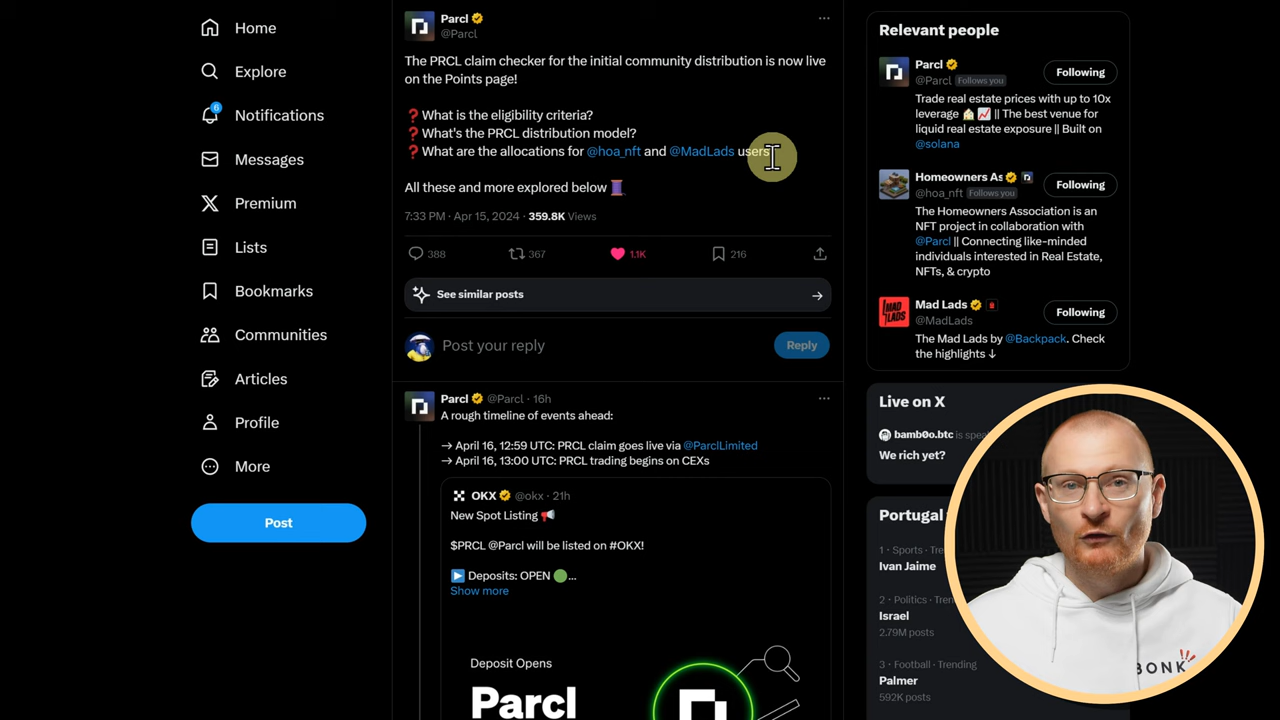 Home
Explore
6
Notifications
Messages
Premium
Lists
Bookmarks
Communities
Articles
Profile
More
Post
Parcl
@Parcl
The PRCL claim checker for the initial community distribution is now live
on the Points page!
❓What is the eligibility criteria?
❓What's the PRCL distribution model?
❓What are the allocations for @hoa_nft and @MadLads users
All these and more explored below 🧵
7:33 PM · Apr 15, 2024 · 359.8K Views
388
367
1.1K
216
See similar posts
Post your reply
Reply
Parcl @Parcl · 16h
A rough timeline of events ahead:
→ April 16, 12:59 UTC: PRCL claim goes live via @ParclLimited
→ April 16, 13:00 UTC: PRCL trading begins on CEXs
OKX @okx · 21h
New Spot Listing 📢
$PRCL @Parcl will be listed on #OKX!
▶️ Deposits: OPEN 🟢...
Show more
Deposit Opens
Parcl
Relevant people
Parcl
@Parcl Follows you
Following
Trade real estate prices with up to 10x
leverage 🏠 📈 || The best venue for
liquid real estate exposure || Built on
@solana
Homeowners As
@hoa_nft Follows you
Following
The Homeowners Association is an
NFT project in collaboration with
@Parcl || Connecting like-minded
individuals interested in Real Estate,
NFTs, & crypto
MAD LADS
Mad Lads
@MadLads
Following
The Mad Lads by @Backpack. Check
the highlights ↓
Live on X
bamb0o.btc is speak
We rich yet?
Portugal
1 · Sports · Tre
Ivan Jaime
2 · Politics · Tren
Israel
2.79M posts
3 · Football · Trending
Palmer
592K posts
BONK